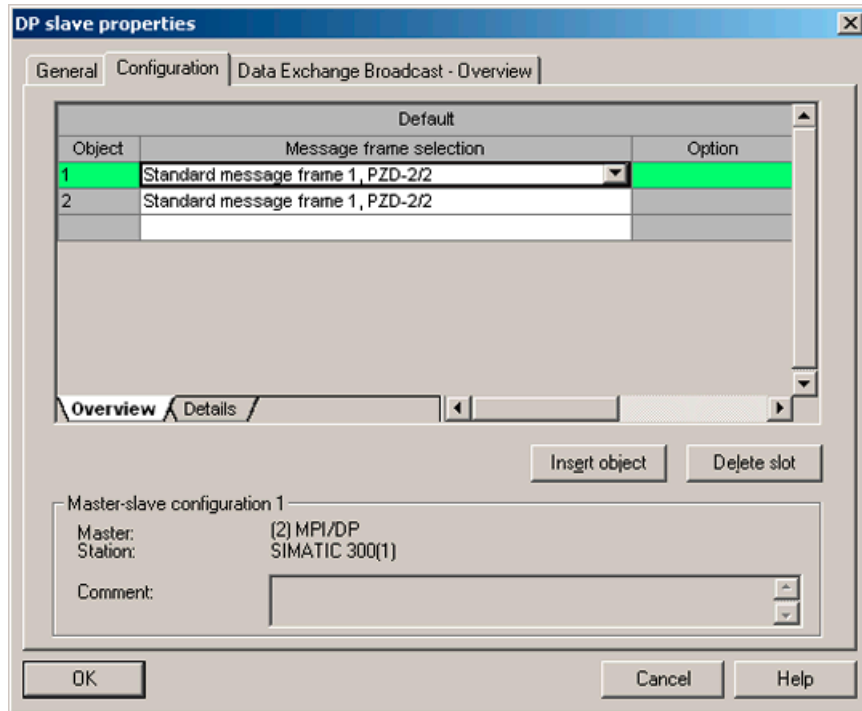 DP slave properties
General Configuration Data Exchange Broadcast - Overview
Default
Object Message frame selection Option
1 Standard message frame 1, PZD-2/2
2 Standard message frame 1, PZD-2/2
Overview Details
Insert object Delete slot
Master-slave configuration 1
Master: (2) MPI/DP
Station: SIMATIC 300(1)
Comment:
OK Cancel Help